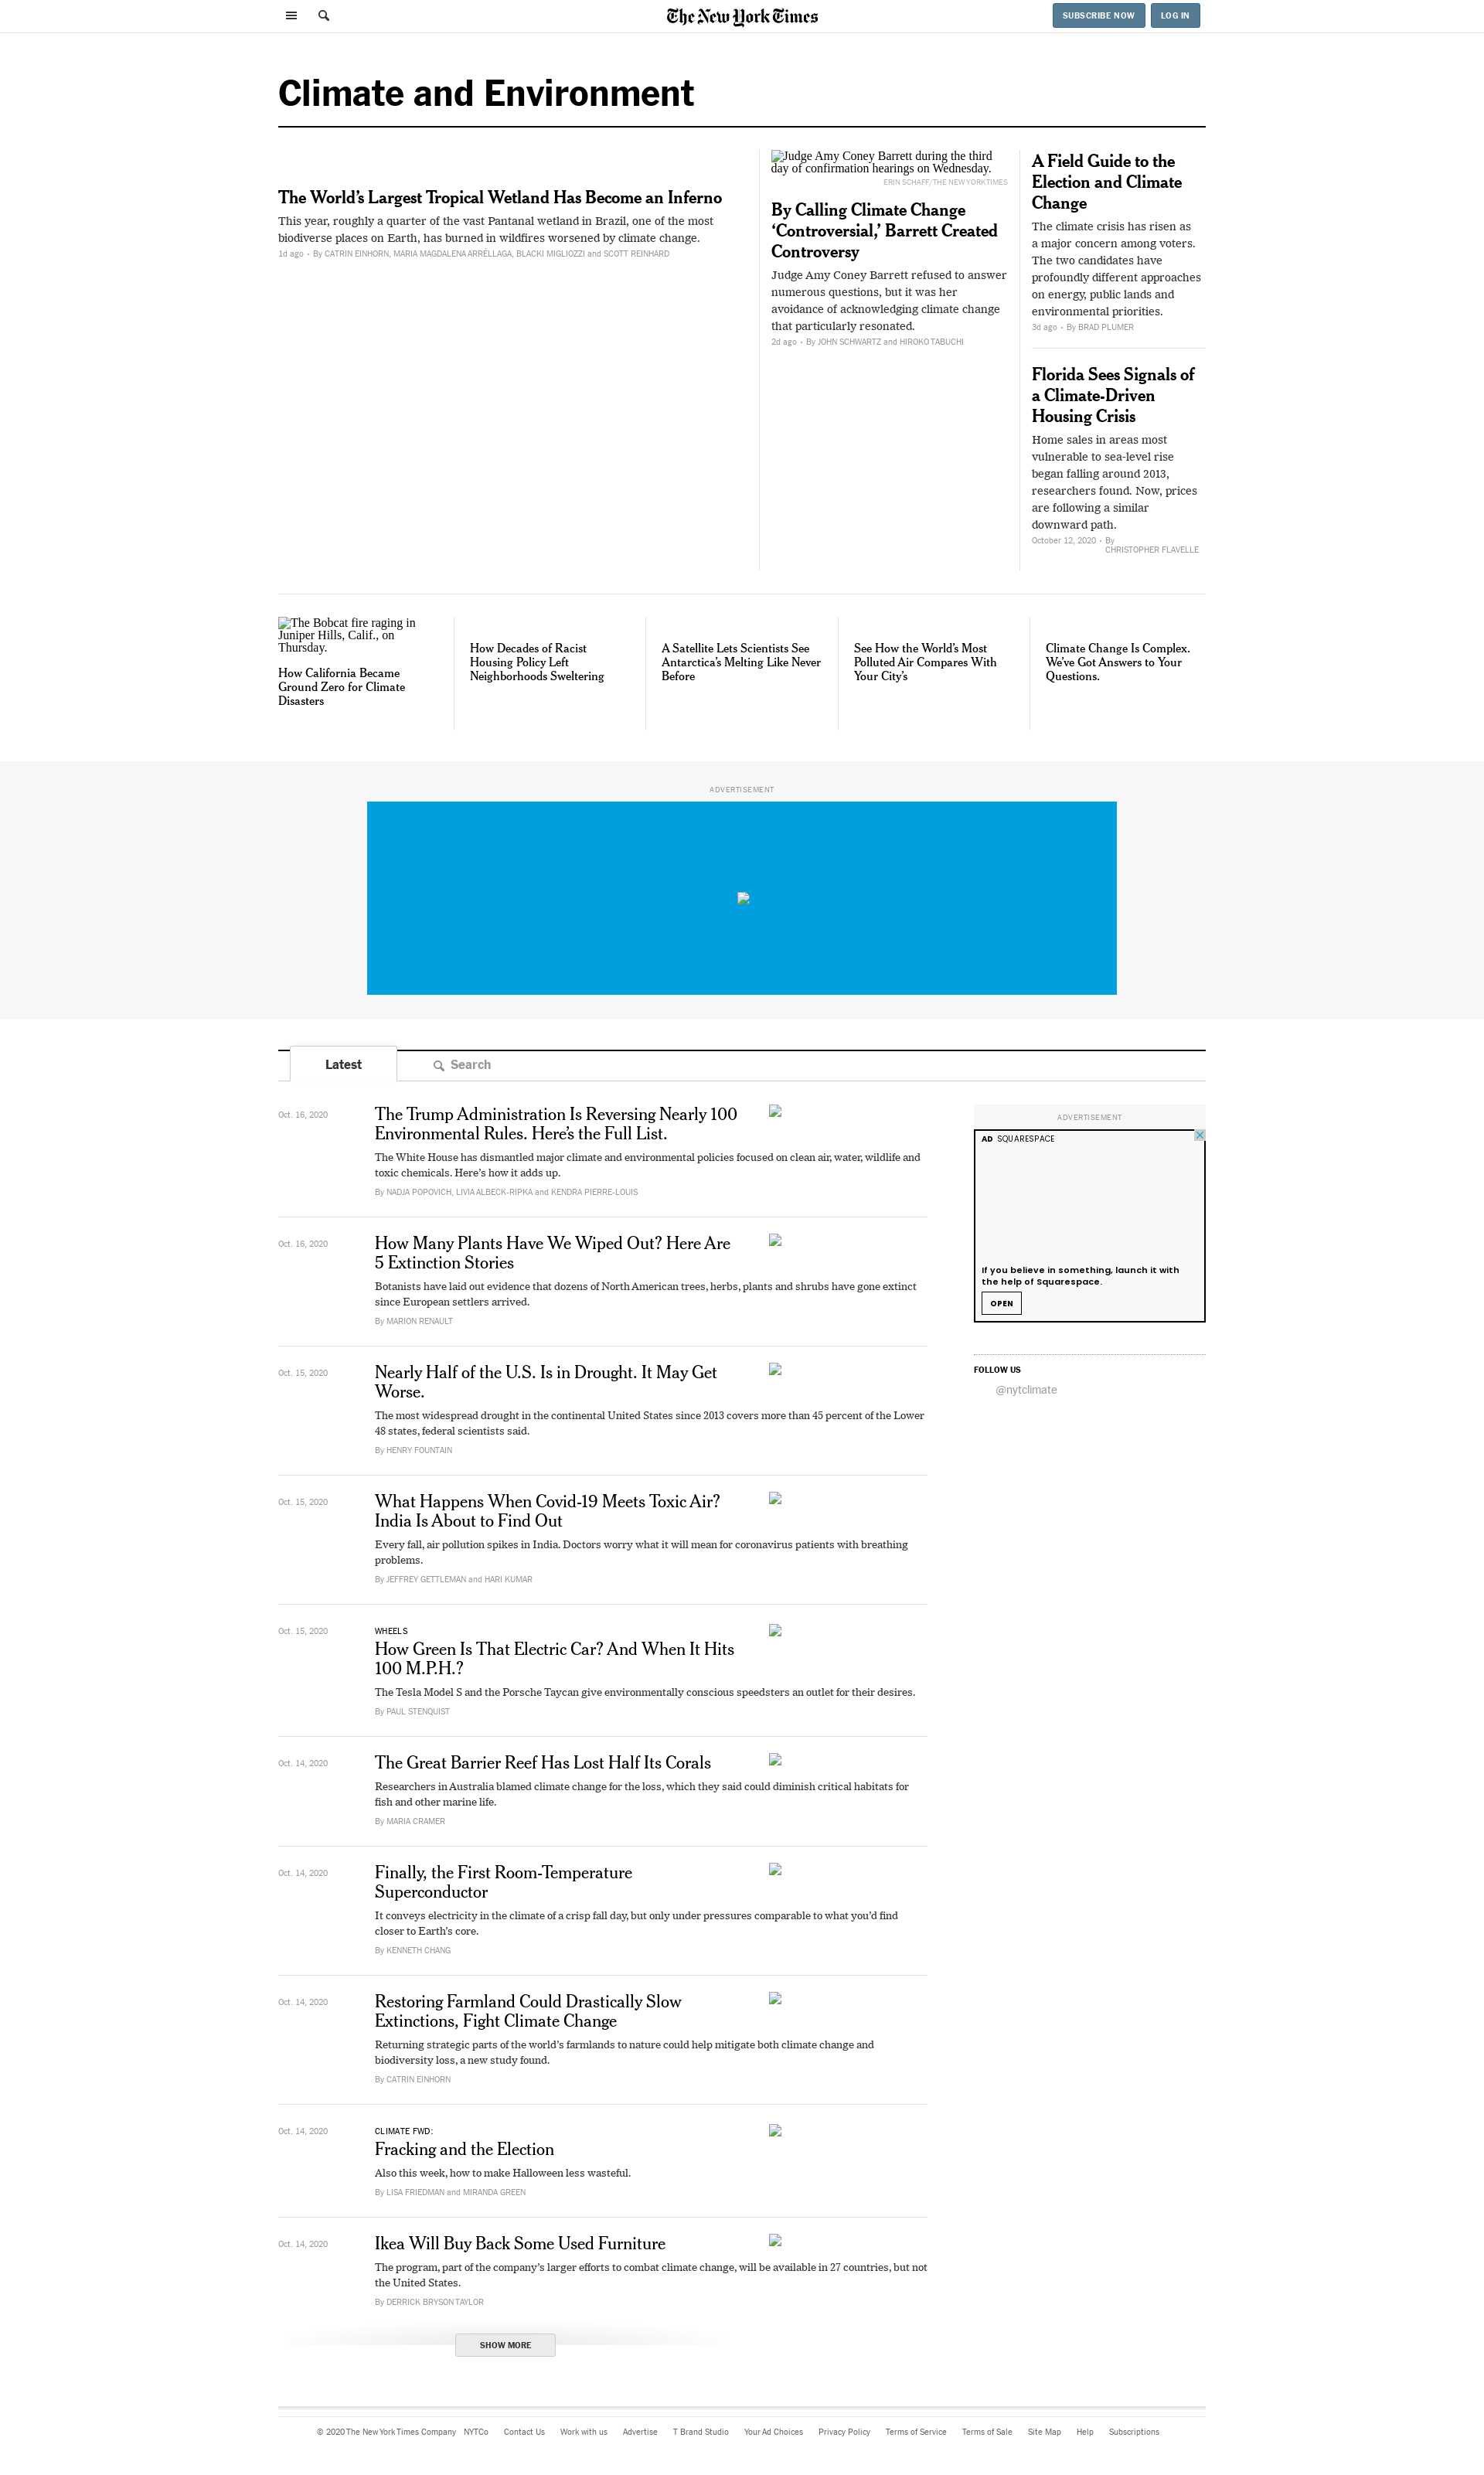 The New York Times
SUBSCRIBE NOW
LOG IN
Climate and Environment
The World’s Largest Tropical Wetland Has Become an Inferno
This year, roughly a quarter of the vast Pantanal wetland in Brazil, one of the most
biodiverse places on Earth, has burned in wildfires worsened by climate change.
1d ago • By CATRIN EINHORN, MARIA MAGDALENA ARRÉLLAGA, BLACKI MIGLIOZZI and SCOTT REINHARD
Judge Amy Coney Barrett during the third
day of confirmation hearings on Wednesday.
ERIN SCHAFF/THE NEW YORK TIMES
By Calling Climate Change
‘Controversial,’ Barrett Created
Controversy
Judge Amy Coney Barrett refused to answer
numerous questions, but it was her
avoidance of acknowledging climate change
that particularly resonated.
2d ago • By JOHN SCHWARTZ and HIROKO TABUCHI
A Field Guide to the
Election and Climate
Change
The climate crisis has risen as
a major concern among voters.
The two candidates have
profoundly different approaches
on energy, public lands and
environmental priorities.
3d ago • By BRAD PLUMER
Florida Sees Signals of
a Climate-Driven
Housing Crisis
Home sales in areas most
vulnerable to sea-level rise
began falling around 2013,
researchers found. Now, prices
are following a similar
downward path.
October 12, 2020 • By
CHRISTOPHER FLAVELLE
The Bobcat fire raging in
Juniper Hills, Calif., on
Thursday.
How California Became
Ground Zero for Climate
Disasters
How Decades of Racist
Housing Policy Left
Neighborhoods Sweltering
A Satellite Lets Scientists See
Antarctica’s Melting Like Never
Before
See How the World’s Most
Polluted Air Compares With
Your City’s
Climate Change Is Complex.
We’ve Got Answers to Your
Questions.
ADVERTISEMENT
Latest
Search
Oct. 16, 2020
The Trump Administration Is Reversing Nearly 100
Environmental Rules. Here’s the Full List.
The White House has dismantled major climate and environmental policies focused on clean air, water, wildlife and
toxic chemicals. Here’s how it adds up.
By NADJA POPOVICH, LIVIA ALBECK-RIPKA and KENDRA PIERRE-LOUIS
ADVERTISEMENT
AD SQUARESPACE
If you believe in something, launch it with
the help of Squarespace.
OPEN
FOLLOW US
@nytclimate
Oct. 16, 2020
How Many Plants Have We Wiped Out? Here Are
5 Extinction Stories
Botanists have laid out evidence that dozens of North American trees, herbs, plants and shrubs have gone extinct
since European settlers arrived.
By MARION RENAULT
Oct. 15, 2020
Nearly Half of the U.S. Is in Drought. It May Get
Worse.
The most widespread drought in the continental United States since 2013 covers more than 45 percent of the Lower
48 states, federal scientists said.
By HENRY FOUNTAIN
Oct. 15, 2020
What Happens When Covid-19 Meets Toxic Air?
India Is About to Find Out
Every fall, air pollution spikes in India. Doctors worry what it will mean for coronavirus patients with breathing
problems.
By JEFFREY GETTLEMAN and HARI KUMAR
Oct. 15, 2020
WHEELS
How Green Is That Electric Car? And When It Hits
100 M.P.H.?
The Tesla Model S and the Porsche Taycan give environmentally conscious speedsters an outlet for their desires.
By PAUL STENQUIST
Oct. 14, 2020
The Great Barrier Reef Has Lost Half Its Corals
Researchers in Australia blamed climate change for the loss, which they said could diminish critical habitats for
fish and other marine life.
By MARIA CRAMER
Oct. 14, 2020
Finally, the First Room-Temperature
Superconductor
It conveys electricity in the climate of a crisp fall day, but only under pressures comparable to what you’d find
closer to Earth’s core.
By KENNETH CHANG
Oct. 14, 2020
Restoring Farmland Could Drastically Slow
Extinctions, Fight Climate Change
Returning strategic parts of the world’s farmlands to nature could help mitigate both climate change and
biodiversity loss, a new study found.
By CATRIN EINHORN
Oct. 14, 2020
CLIMATE FWD:
Fracking and the Election
Also this week, how to make Halloween less wasteful.
By LISA FRIEDMAN and MIRANDA GREEN
Oct. 14, 2020
Ikea Will Buy Back Some Used Furniture
The program, part of the company’s larger efforts to combat climate change, will be available in 27 countries, but not
the United States.
By DERRICK BRYSON TAYLOR
SHOW MORE
© 2020 The New York Times Company NYTCo Contact Us Work with us Advertise T Brand Studio Your Ad Choices Privacy Policy Terms of Service Terms of Sale Site Map Help Subscriptions